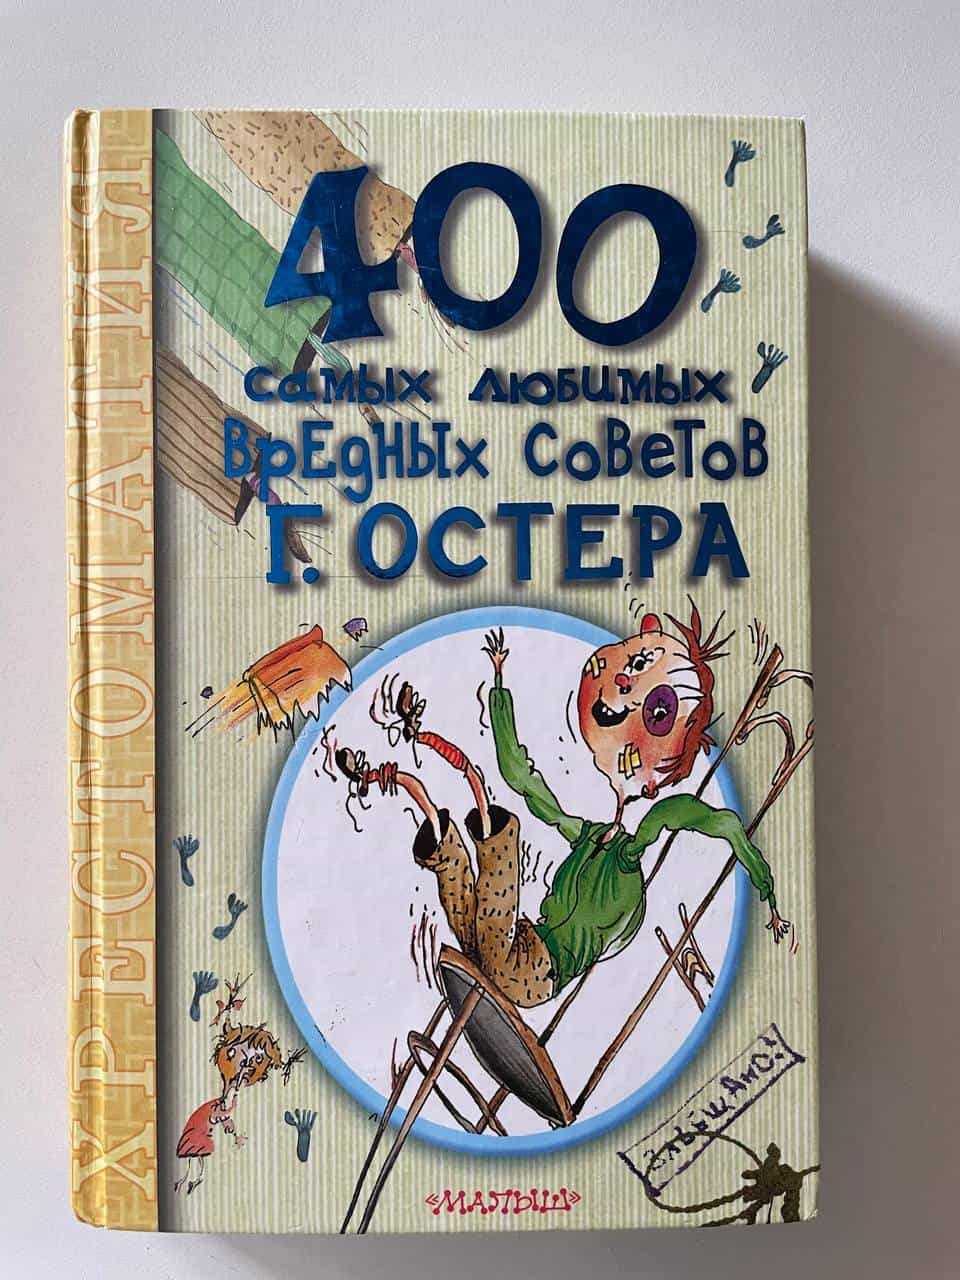 ХРЕСТОМАТИЯ
400
самых любимых
вредных советов
Г. ОСТЕРА
«МАЛЫШ»